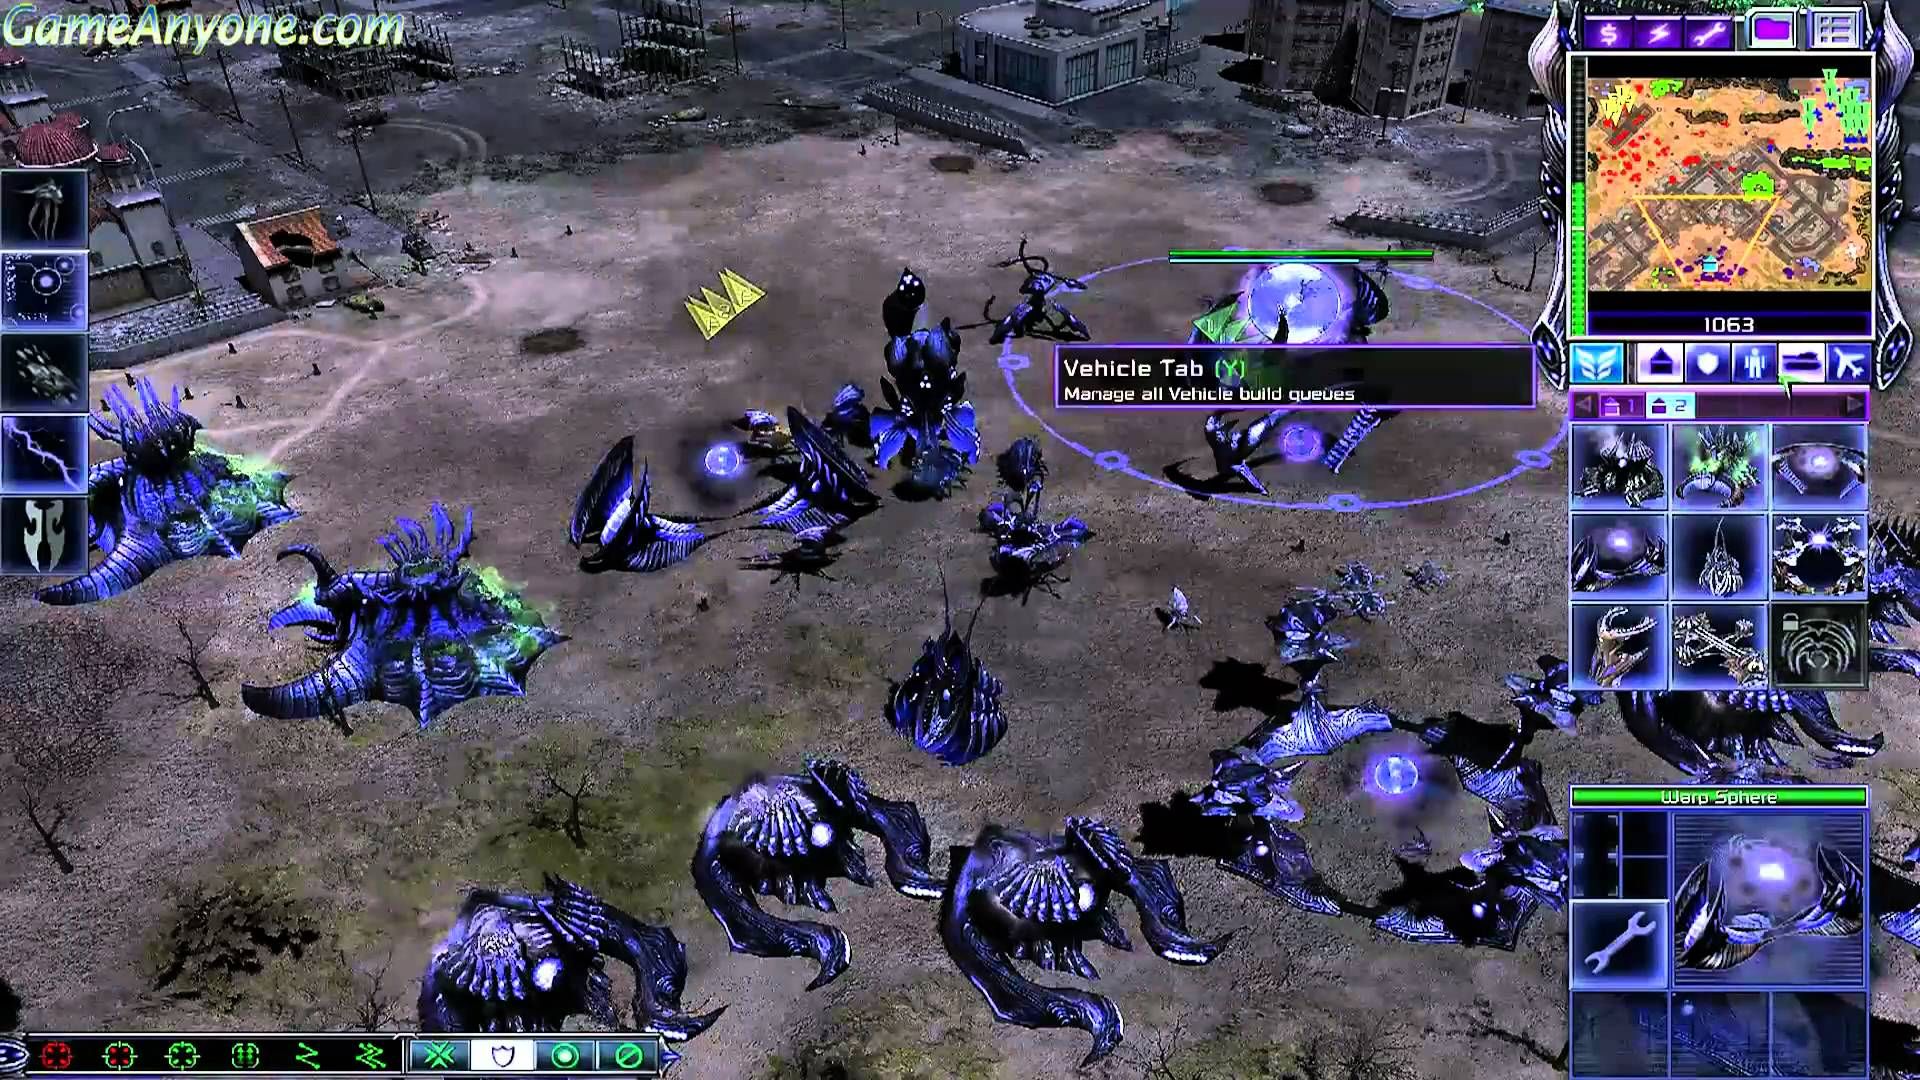 GameAnyone.com
1063
Vehicle Tab (Y)
Manage all Vehicle build queues
1
2
Warp Sphere